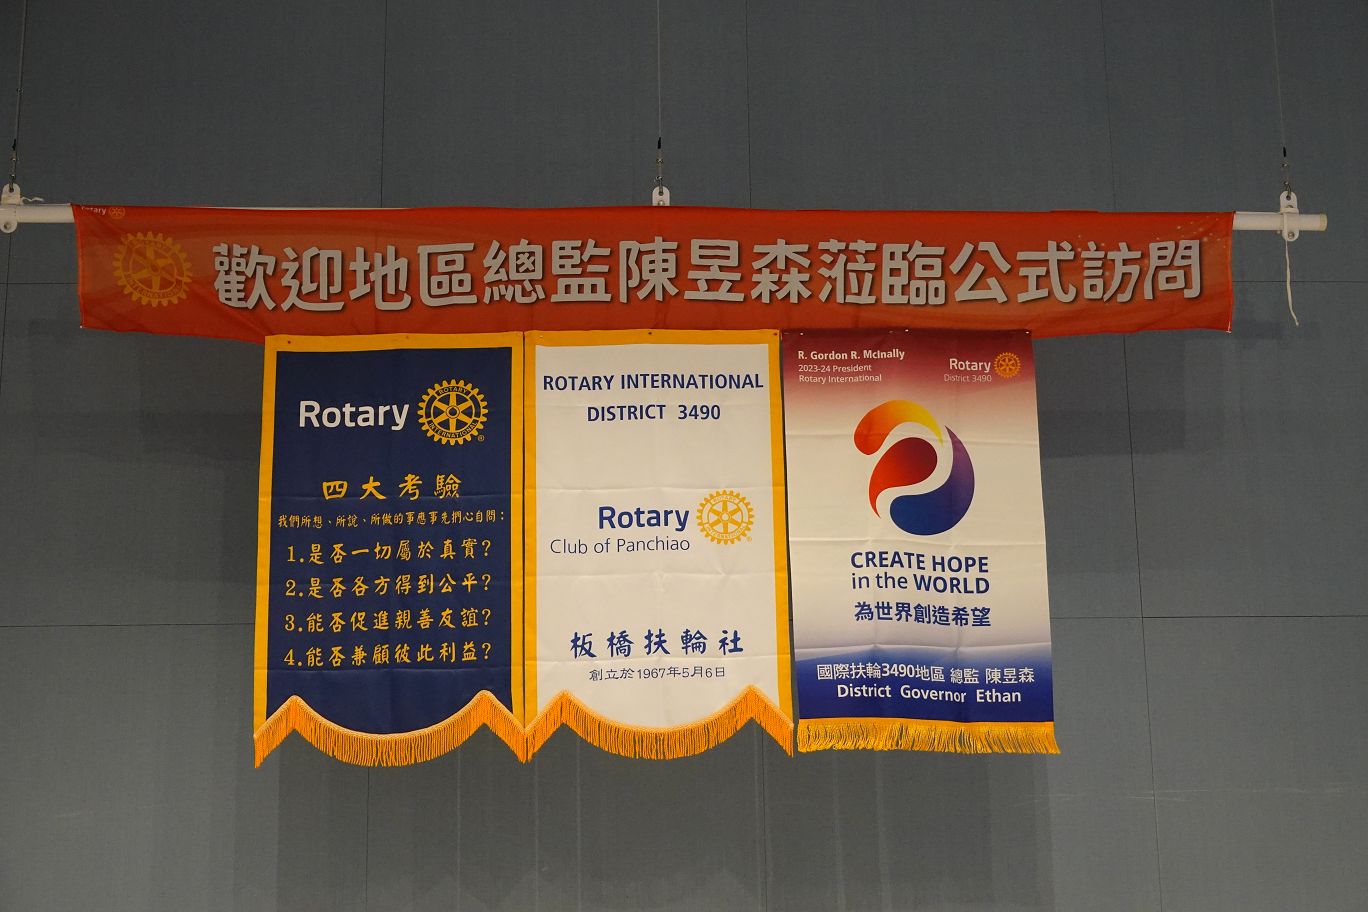 Rotary
歡迎地區總監陳昱森蒞臨公式訪問
Rotary
ROTARY
INTERNATIONAL
四大考驗
我們所想、所說、所做的事應事先捫心自問：
1.是否一切屬於真實?
2.是否各方得到公平?
3.能否促進親善友誼?
4.能否兼顧彼此利益?
ROTARY INTERNATIONAL
DISTRICT 3490
Rotary
Club of Panchiao
板橋扶輪社
創立於1967年5月6日
R. Gordon R. McInally
2023-24 President
Rotary International
Rotary
District 3490
CREATE HOPE
in the WORLD
為世界創造希望
國際扶輪3490地區 總監 陳昱森
District Governor Ethan